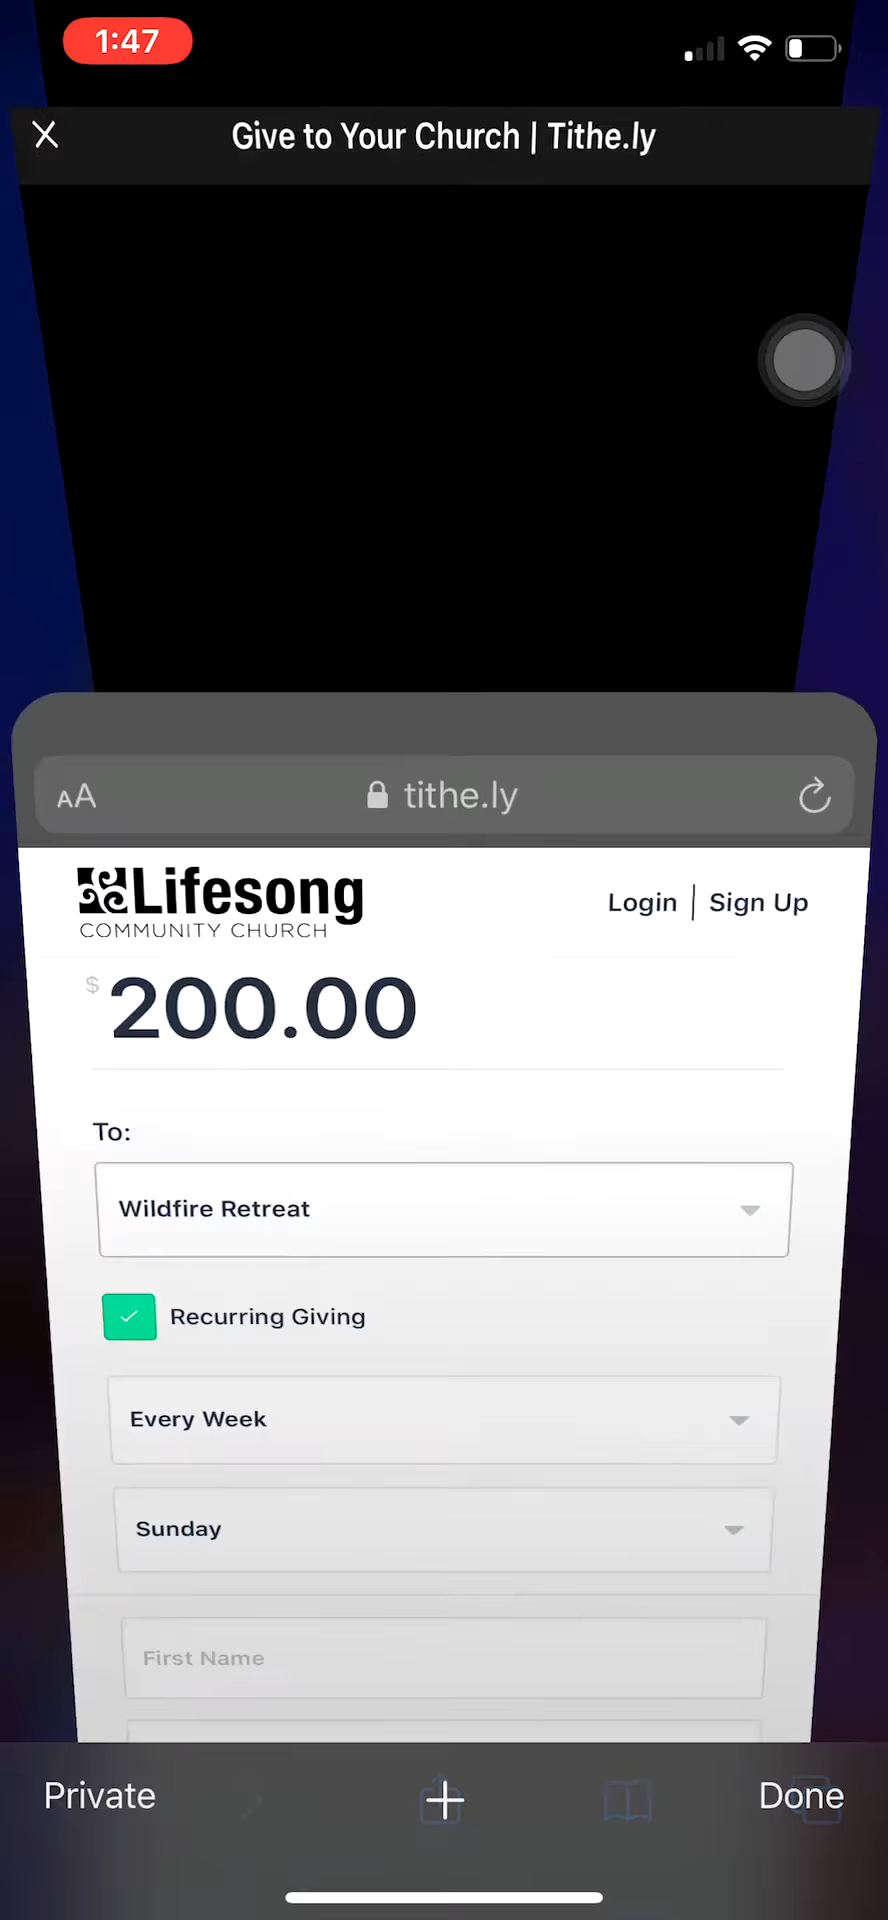 1:47
Give to Your Church | Tithe.ly
AA
tithe.ly
Lifesong
COMMUNITY CHURCH
Login | Sign Up
$ 200.00
To:
Wildfire Retreat
Recurring Giving
Every Week
Sunday
First Name
Private
Done